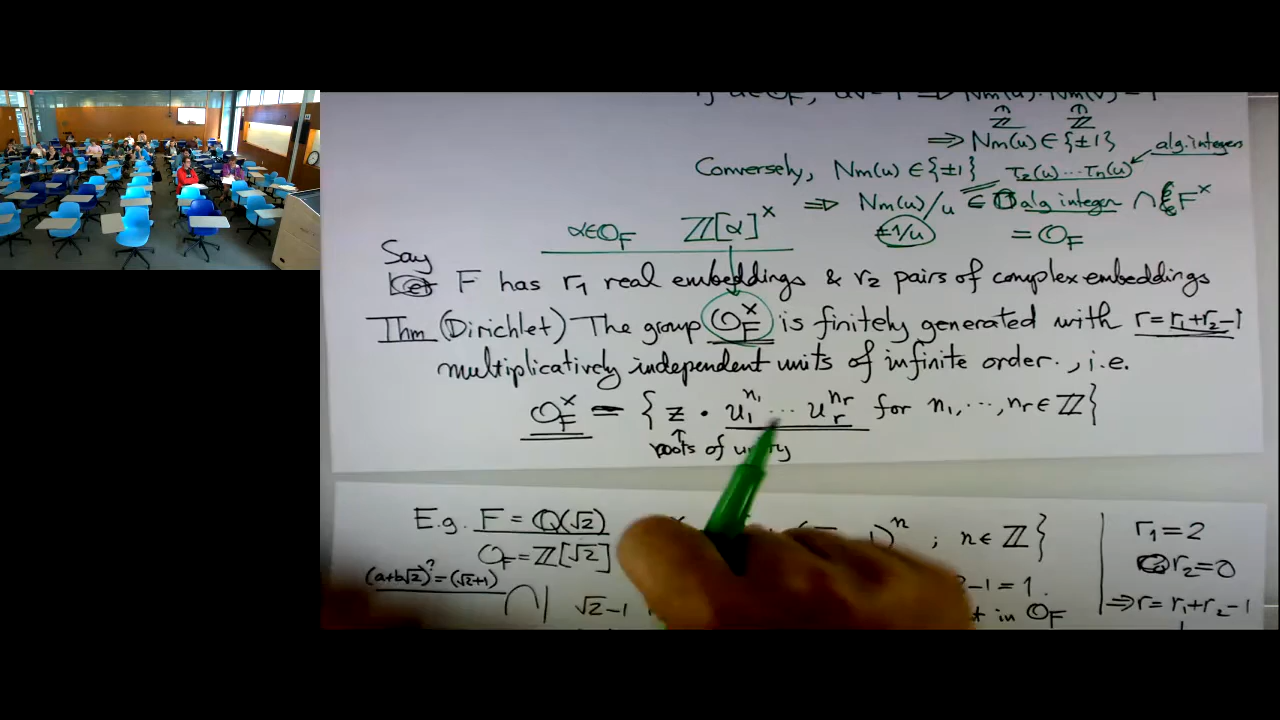 ⇒ Nm(u) ∈ {±1}
alg. integers
Conversely, Nm(u) ∈ {±1} τ₂(u)⋯τₙ(u)
⇒ Nm(u)/u ∈ alg integer ∩ F^×
±1/u = O_F
α∈O_F ℤ[α]^×
Say
F has r₁ real embeddings & r₂ pairs of complex embeddings
Thm (Dirichlet) The group O_F^× is finitely generated with r=r₁+r₂-1
multiplicatively independent units of infinite order., i.e.
O_F^× = { z · u₁^{n₁} ⋯ u_r^{n_r} for n₁,⋯,n_r ∈ ℤ }
roots of unity
E.g. F = ℚ(√2) )^n ; n∈ ℤ } r₁=2
O_F=ℤ[√2] r₂=0
(a+b√2)^? = (√2+1) -1=1.
√2-1 in O_F ⇒ r=r₁+r₂-1